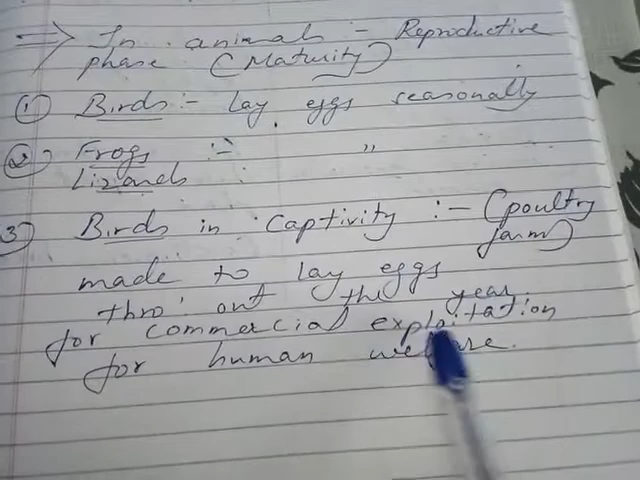 ⇒ In animals - Reproductive
phase (Maturity)
① Birds :- lay eggs seasonally
② Frogs :- "
Lizards :
③ Birds in captivity :- (poultry
farm)
made to lay eggs
thro' out the year
for commercial exploitation
for human welfare.